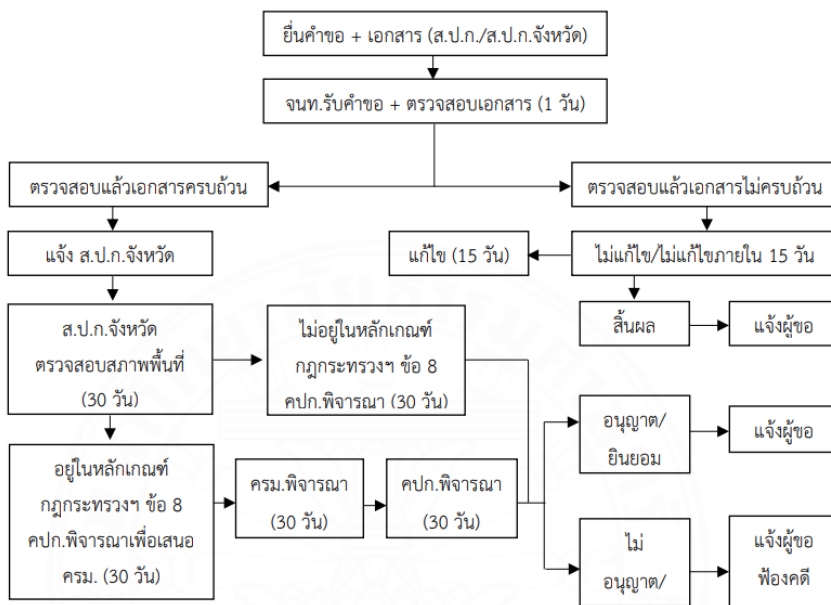 ยื่นคำขอ + เอกสาร (ส.ป.ก./ส.ป.ก.จังหวัด)
จนท.รับคำขอ + ตรวจสอบเอกสาร (1 วัน)
ตรวจสอบแล้วเอกสารครบถ้วน
ตรวจสอบแล้วเอกสารไม่ครบถ้วน
แจ้ง ส.ป.ก.จังหวัด
แก้ไข (15 วัน)
ไม่แก้ไข/ไม่แก้ไขภายใน 15 วัน
ส.ป.ก.จังหวัด
ตรวจสอบสภาพพื้นที่
(30 วัน)
ไม่อยู่ในหลักเกณฑ์
กฎกระทรวงฯ ข้อ 8
คปก.พิจารณา (30 วัน)
สิ้นผล
แจ้งผู้ขอ
อนุญาต/
ยินยอม
แจ้งผู้ขอ
อยู่ในหลักเกณฑ์
กฎกระทรวงฯ ข้อ 8
คปก.พิจารณาเพื่อเสนอ
ครม. (30 วัน)
ครม.พิจารณา
(30 วัน)
คปก.พิจารณา
(30 วัน)
ไม่
อนุญาต/
แจ้งผู้ขอ
ฟ้องคดี